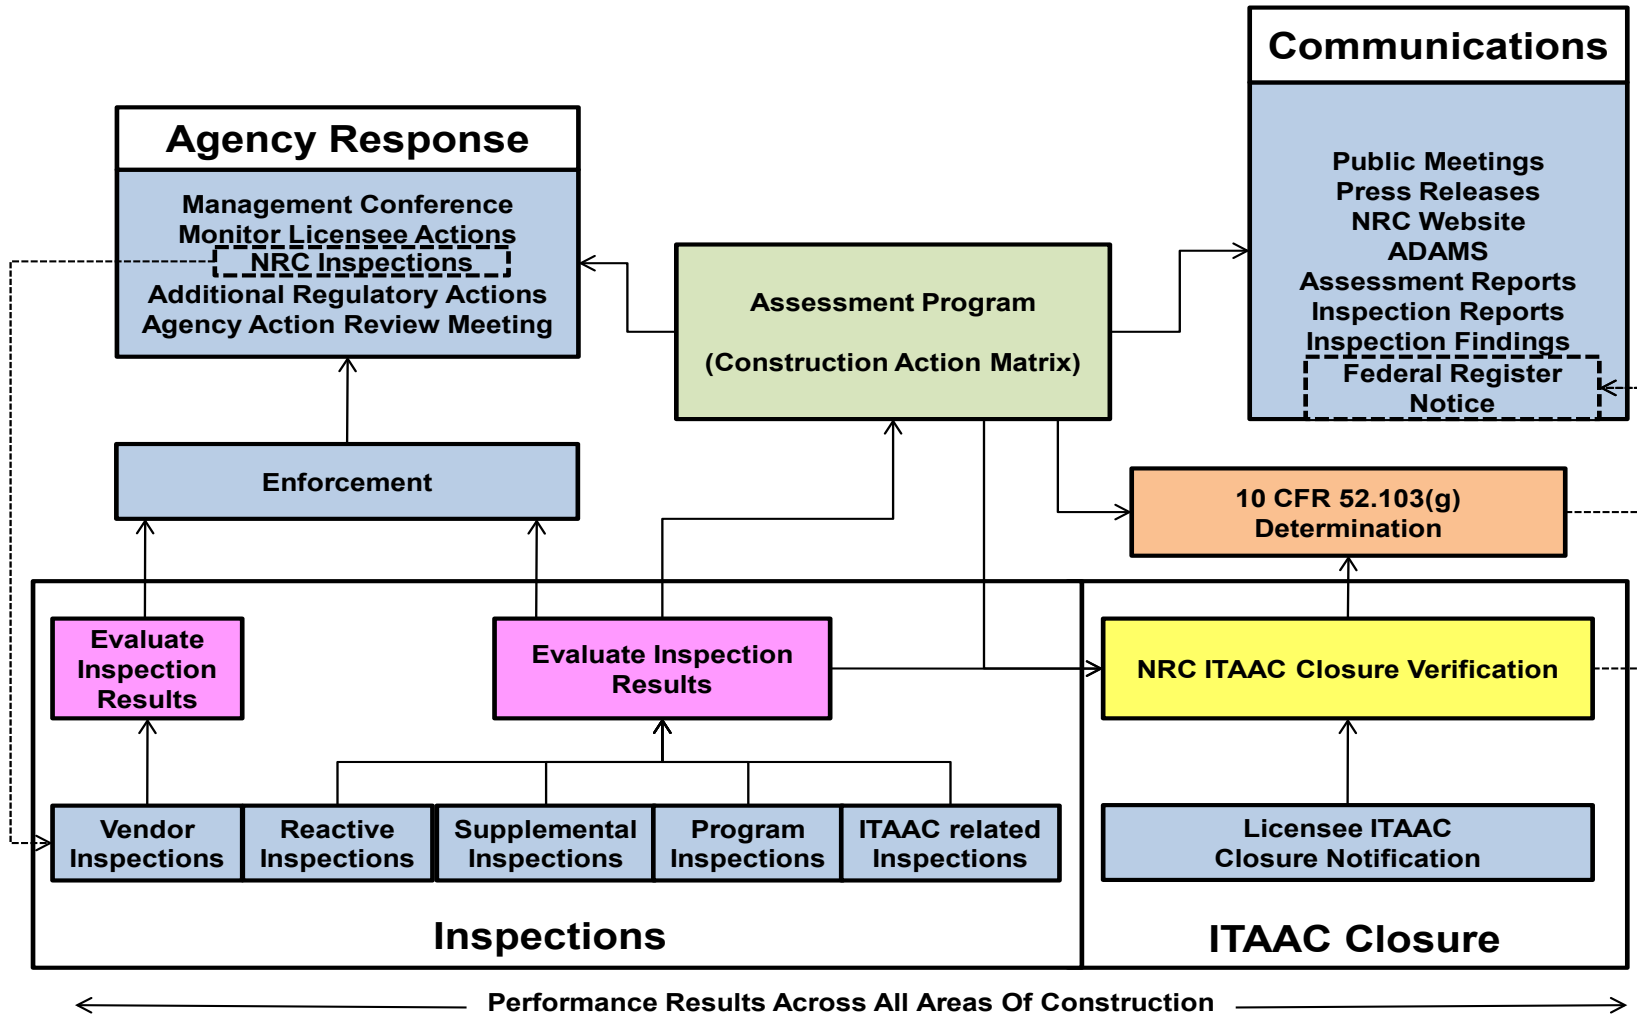 Communications
Public Meetings
Press Releases
NRC Website
ADAMS
Assessment Reports
Inspection Reports
Inspection Findings
Federal Register
Notice
Agency Response
Management Conference
Monitor Licensee Actions
NRC Inspections
Additional Regulatory Actions
Agency Action Review Meeting
Assessment Program
(Construction Action Matrix)
Enforcement
10 CFR 52.103(g)
Determination
Evaluate
Inspection
Results
Evaluate Inspection
Results
NRC ITAAC Closure Verification
Vendor
Inspections
Reactive
Inspections
Supplemental
Inspections
Program
Inspections
ITAAC related
Inspections
Licensee ITAAC
Closure Notification
Inspections
ITAAC Closure
Performance Results Across All Areas Of Construction